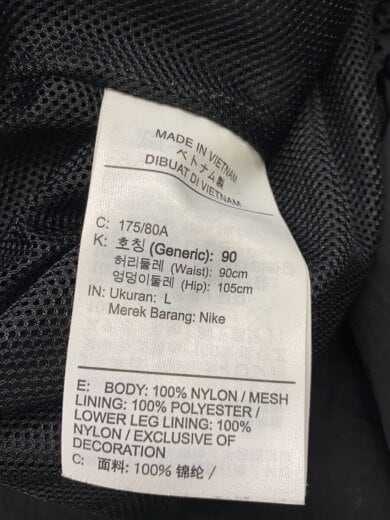 MADE IN VIETNAM
ベトナム製
DIBUAT DI VIETNAM
C: 175/80A
K: 호칭 (Generic): 90
허리둘레 (Waist): 90cm
엉덩이둘레 (Hip): 105cm
IN: Ukuran: L
Merek Barang: Nike
E: BODY: 100% NYLON / MESH
LINING: 100% POLYESTER /
LOWER LEG LINING: 100%
NYLON / EXCLUSIVE OF
DECORATION
C: 面料: 100% 锦纶 /